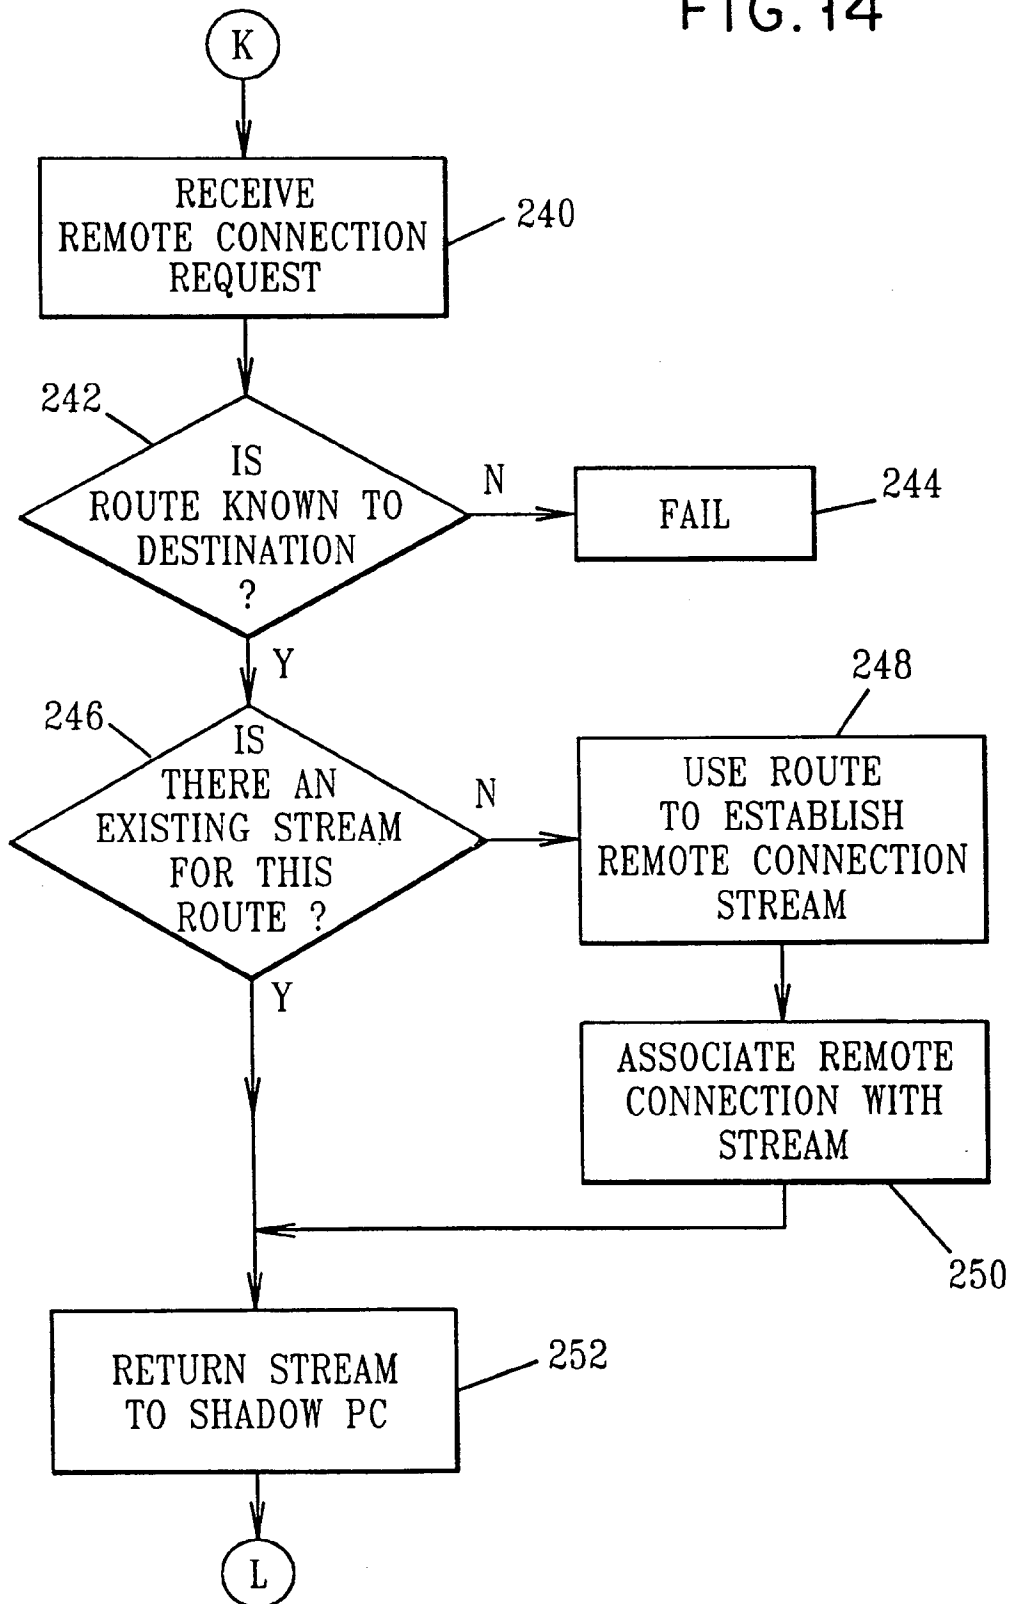 FIG. 14
K
RECEIVE
REMOTE CONNECTION
REQUEST
240
242
IS
ROUTE KNOWN TO
DESTINATION
?
N
FAIL
244
Y
246
IS
THERE AN
EXISTING STREAM
FOR THIS
ROUTE ?
N
248
USE ROUTE
TO ESTABLISH
REMOTE CONNECTION
STREAM
Y
ASSOCIATE REMOTE
CONNECTION WITH
STREAM
250
RETURN STREAM
TO SHADOW PC
252
L